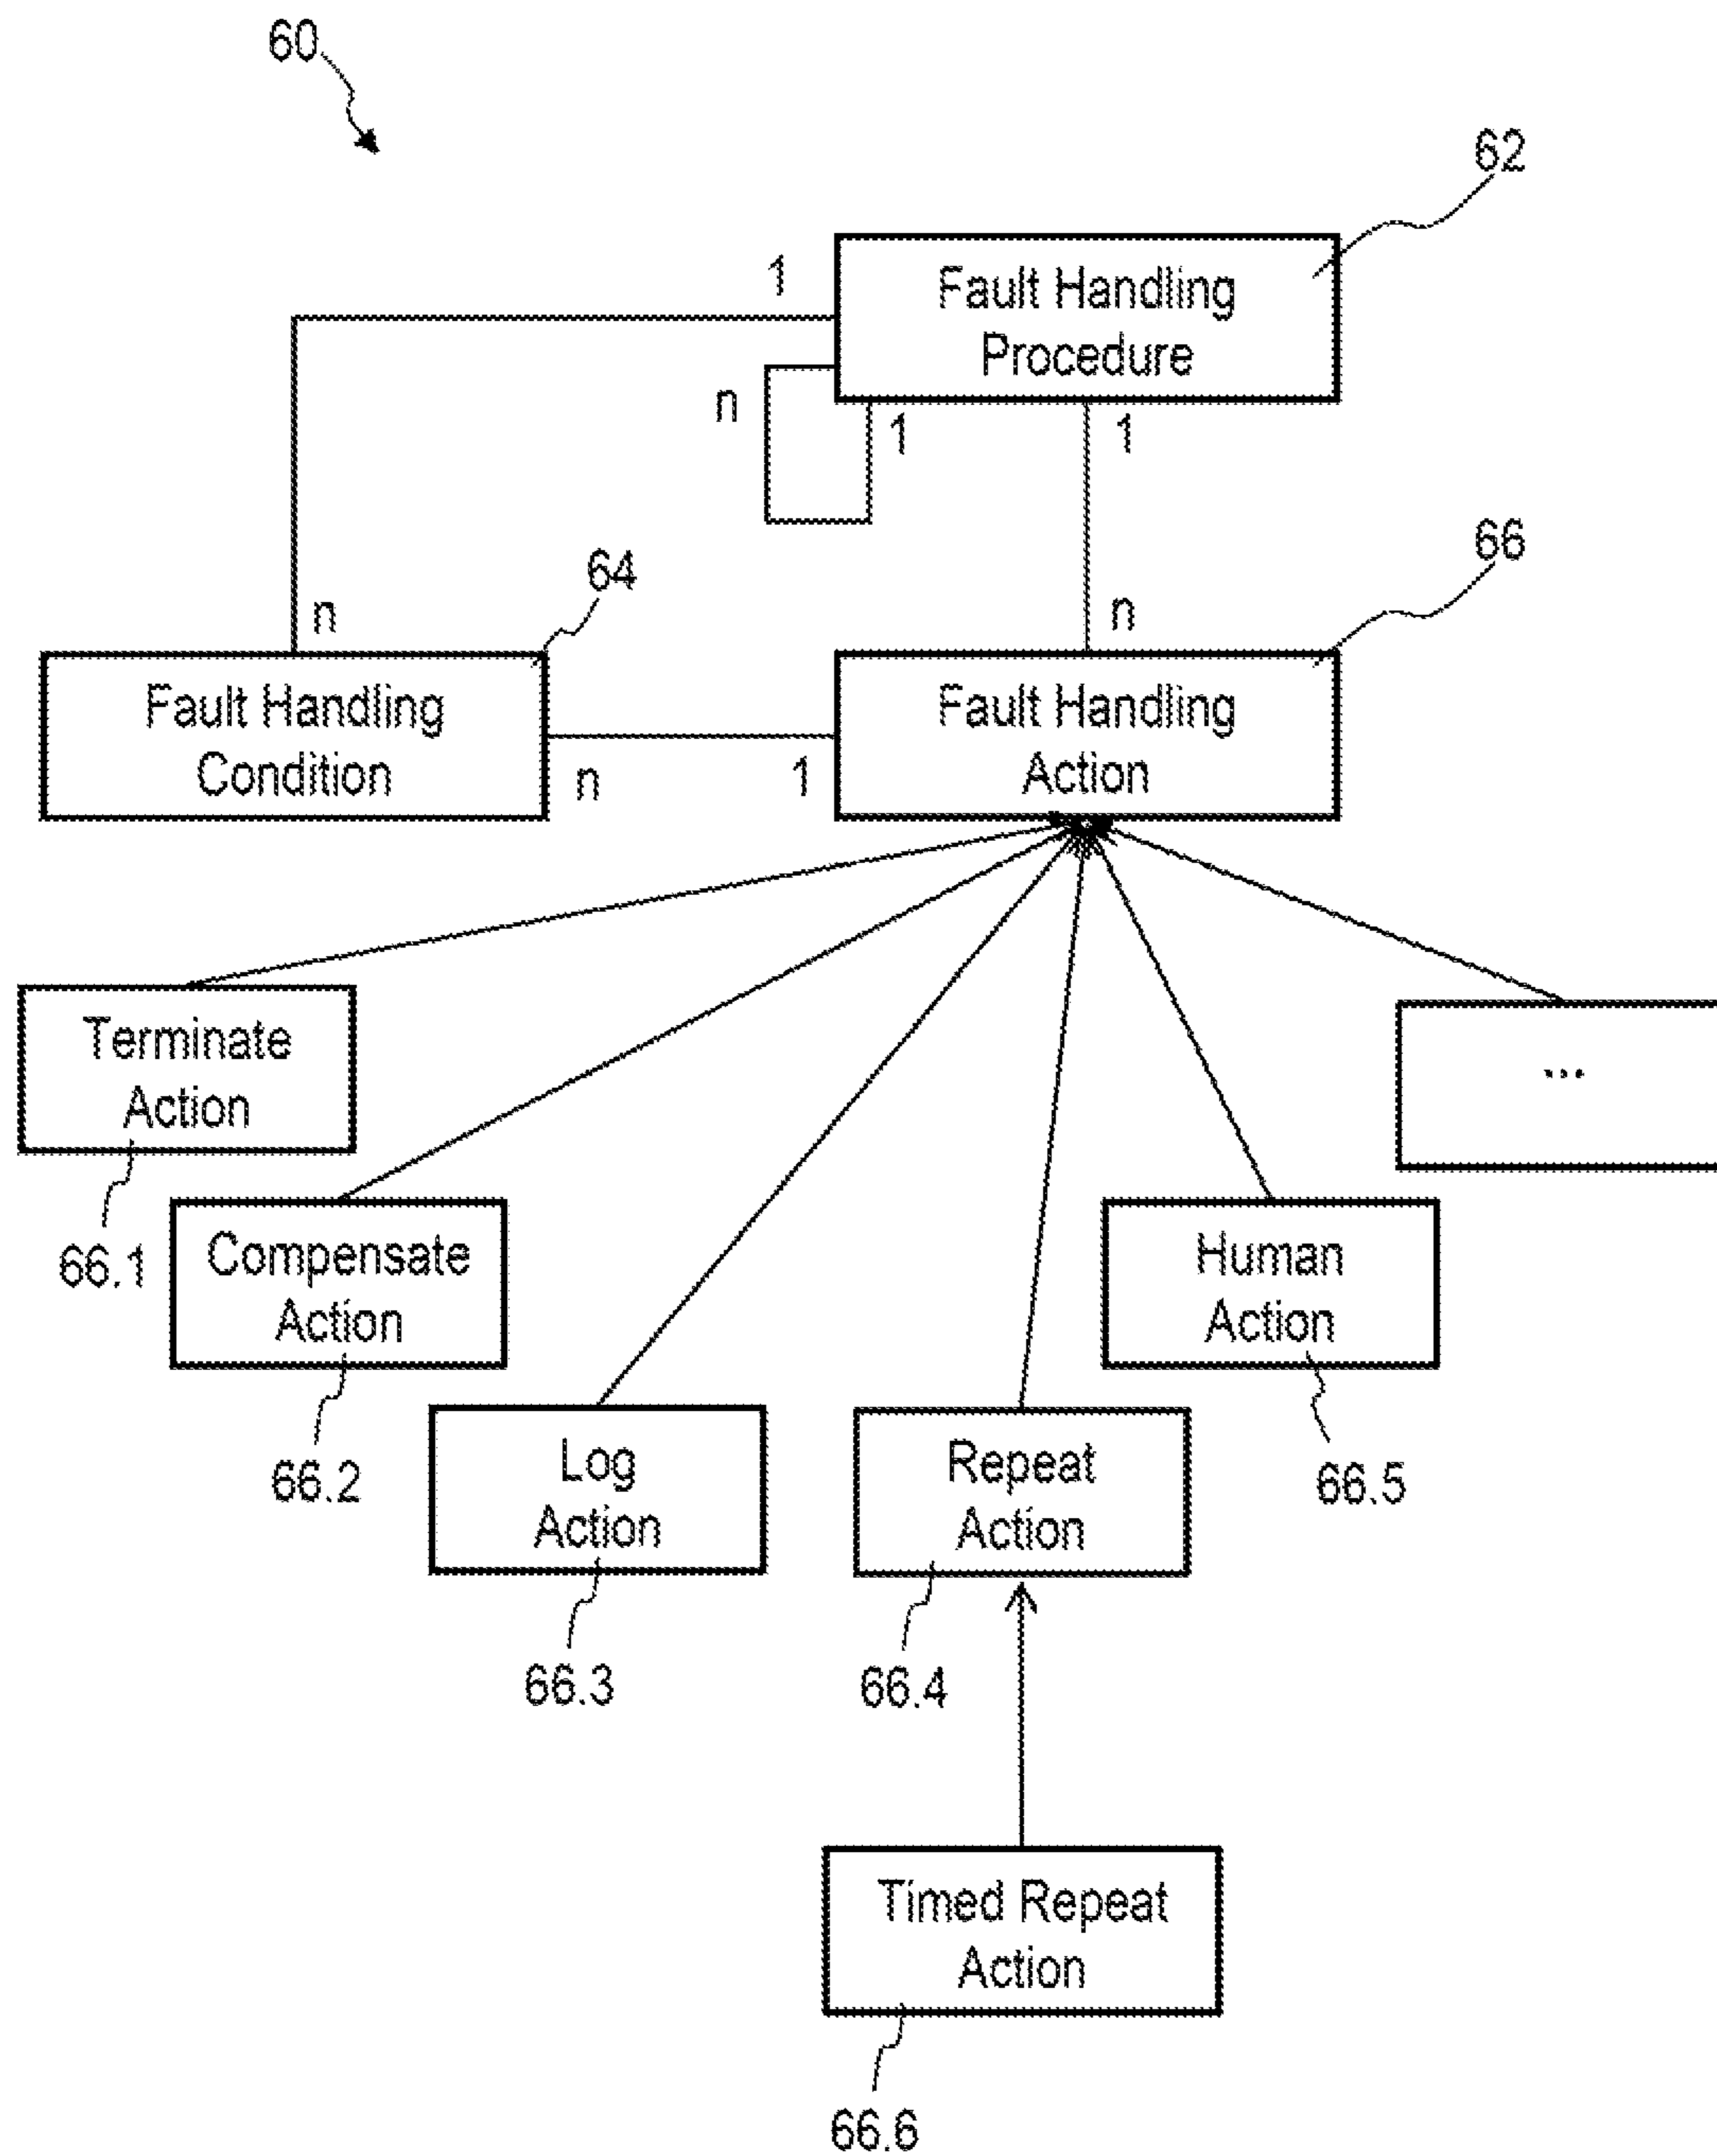 60
62
1
Fault Handling
Procedure
n
1
1
64
66
n
n
Fault Handling
Condition
Fault Handling
Action
n
1
Terminate
Action
...
66.1
Compensate
Action
Human
Action
66.2
Log
Action
Repeat
Action
66.5
66.3
66.4
Timed Repeat
Action
66.6